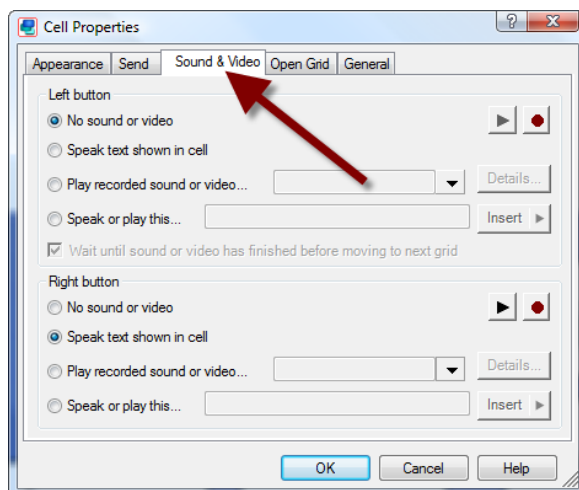 Cell Properties
Appearance Send Sound & Video Open Grid General
Left button
No sound or video
Speak text shown in cell
Play recorded sound or video... Details...
Speak or play this... Insert
Wait until sound or video has finished before moving to next grid
Right button
No sound or video
Speak text shown in cell
Play recorded sound or video... Details...
Speak or play this... Insert
OK Cancel Help